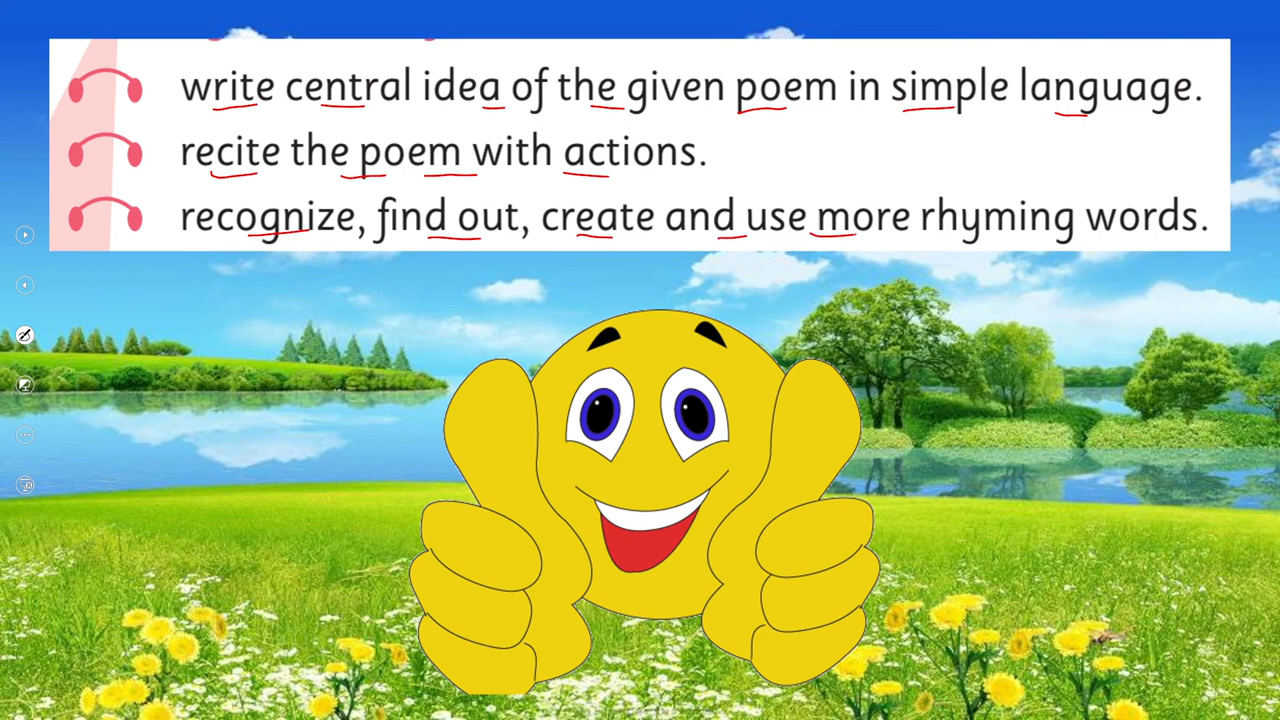 write central idea of the given poem in simple language.
recite the poem with actions.
recognize, find out, create and use more rhyming words.